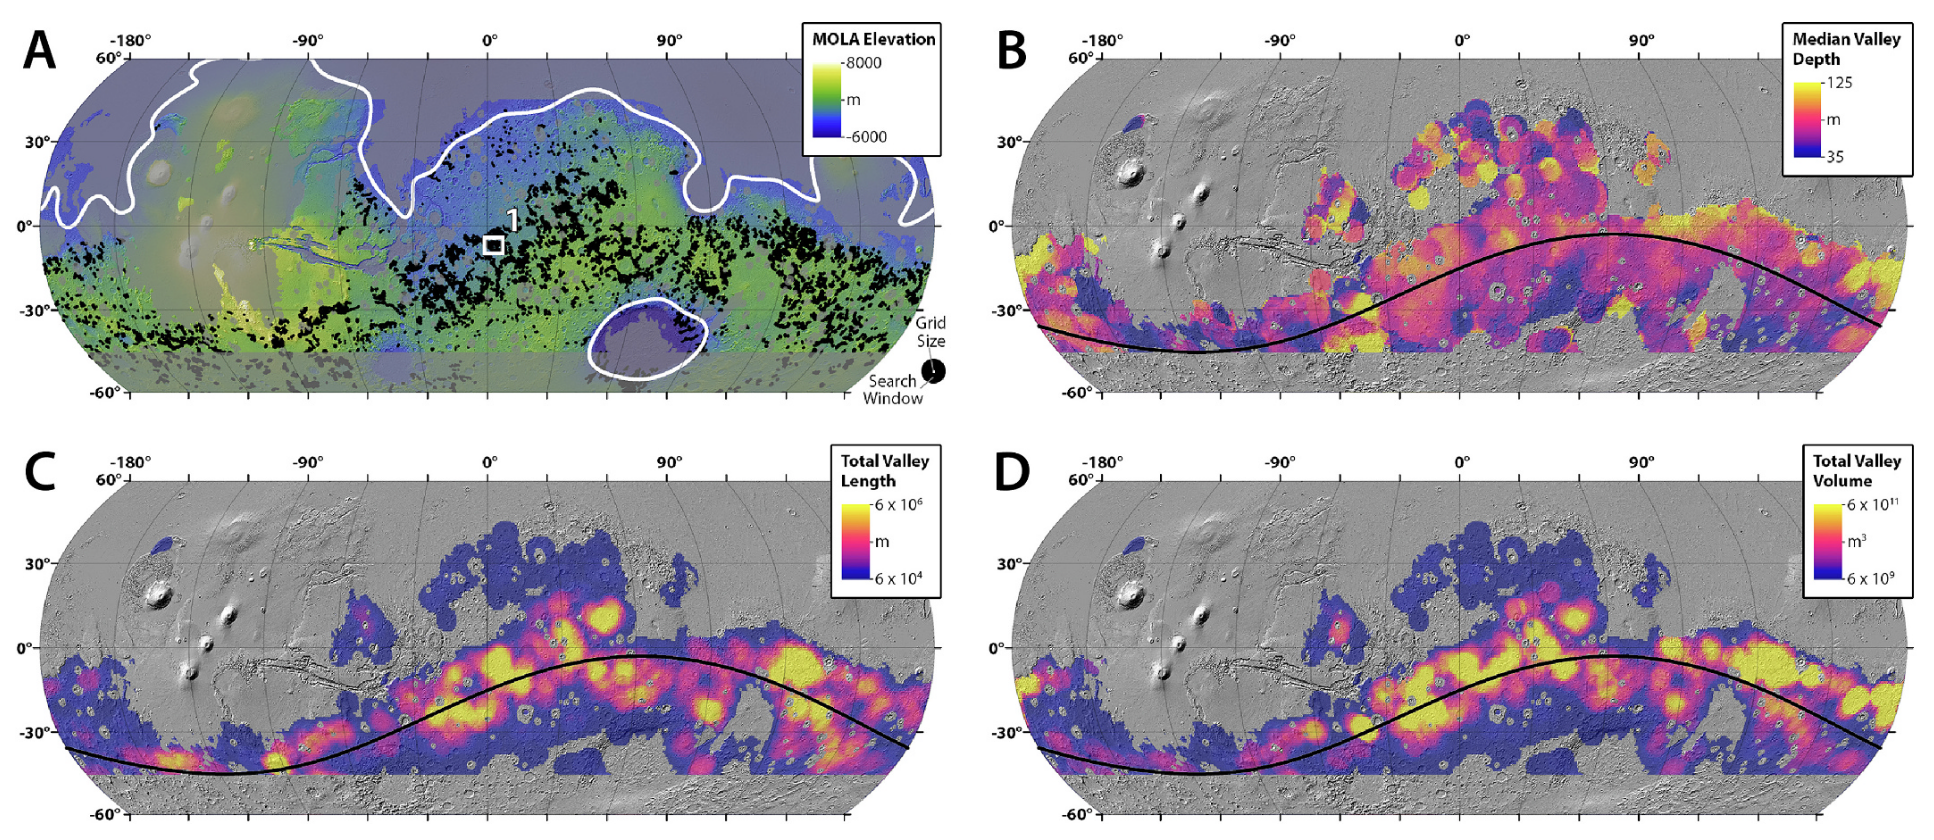 A
-180° -90° 0° 90°
MOLA Elevation
8000
m
-6000
60°
30°
0°
-30°
-60°
1
Grid
Size
Search
Window
B
-180° -90° 0° 90°
Median Valley
Depth
125
m
35
60°
30°
0°
-30°
-60°
C
-180° -90° 0° 90°
Total Valley
Length
6 x 10⁶
m
6 x 10⁴
60°
30°
0°
-30°
-60°
D
-180° -90° 0° 90°
Total Valley
Volume
6 x 10¹¹
m³
6 x 10⁹
60°
30°
0°
-30°
-60°